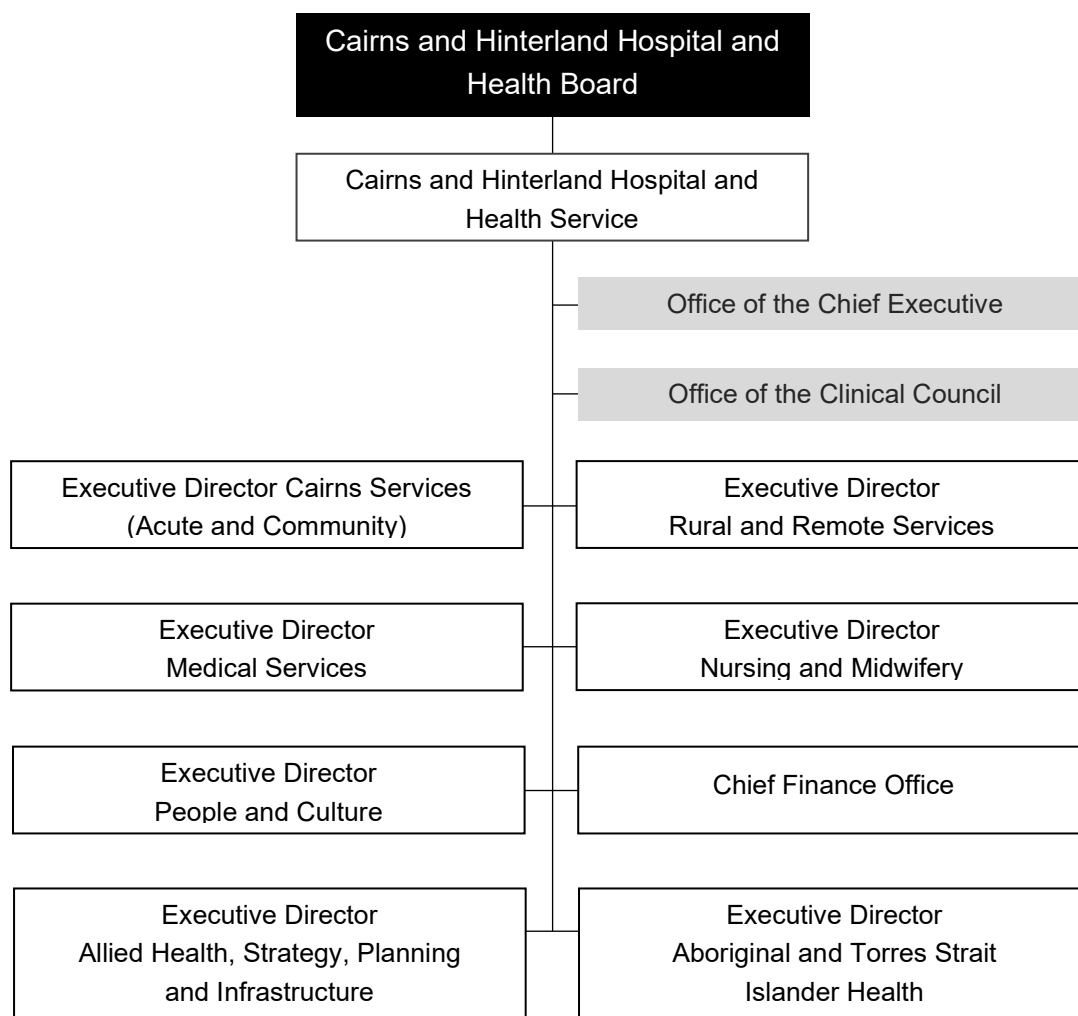 Cairns and Hinterland Hospital and
Health Board
Cairns and Hinterland Hospital and
Health Service
Office of the Chief Executive
Office of the Clinical Council
Executive Director Cairns Services
(Acute and Community)
Executive Director
Rural and Remote Services
Executive Director
Medical Services
Executive Director
Nursing and Midwifery
Executive Director
People and Culture
Chief Finance Office
Executive Director
Allied Health, Strategy, Planning
and Infrastructure
Executive Director
Aboriginal and Torres Strait
Islander Health